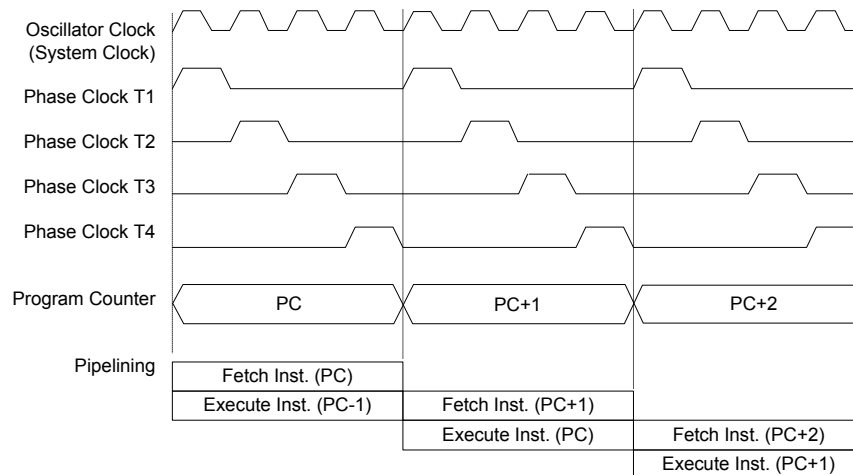 Oscillator Clock
(System Clock)
Phase Clock T1
Phase Clock T2
Phase Clock T3
Phase Clock T4
Program Counter
PC
PC+1
PC+2
Pipelining
Fetch Inst. (PC)
Execute Inst. (PC-1)
Fetch Inst. (PC+1)
Execute Inst. (PC)
Fetch Inst. (PC+2)
Execute Inst. (PC+1)